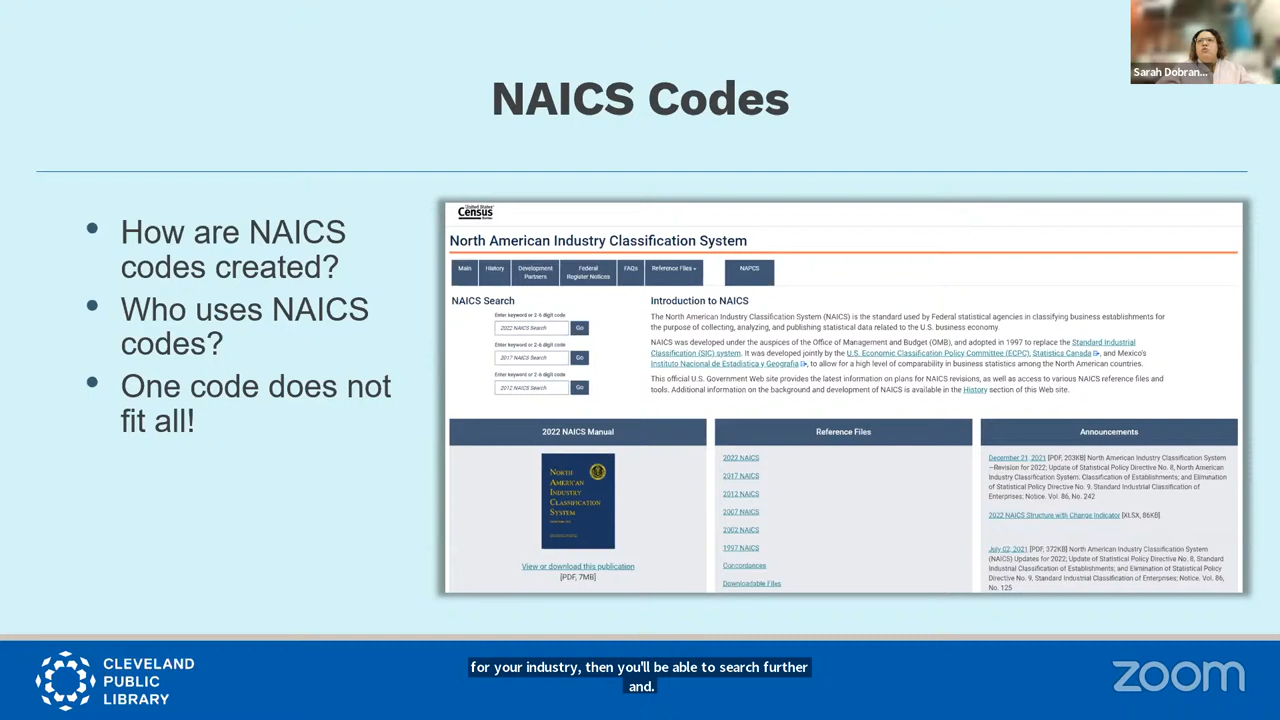 Sarah Dobran...
NAICS Codes
• How are NAICS
codes created?
• Who uses NAICS
codes?
• One code does not
fit all!
United States®
Census
Bureau
North American Industry Classification System
Main
History
Development
Partners
Federal
Register Notices
FAQs
Reference Files
NAPCS
NAICS Search
Enter keyword or 2-6 digit code
2022 NAICS Search
Go
Enter keyword or 2-6 digit code
2017 NAICS Search
Go
Enter keyword or 2-6 digit code
2012 NAICS Search
Go
Introduction to NAICS
The North American Industry Classification System (NAICS) is the standard used by Federal statistical agencies in classifying business establishments for
the purpose of collecting, analyzing, and publishing statistical data related to the U.S. business economy.
NAICS was developed under the auspices of the Office of Management and Budget (OMB), and adopted in 1997 to replace the Standard Industrial
Classification (SIC) system. It was developed jointly by the U.S. Economic Classification Policy Committee (ECPC), Statistics Canada, and Mexico's
Instituto Nacional de Estadistica y Geografia, to allow for a high level of comparability in business statistics among the North American countries.
This official U.S. Government Web site provides the latest information on plans for NAICS revisions, as well as access to various NAICS reference files and
tools. Additional information on the background and development of NAICS is available in the History section of this Web site.
2022 NAICS Manual
NORTH
AMERICAN
INDUSTRY
CLASSIFICATION
SYSTEM
View or download this publication
[PDF, 7MB]
Reference Files
2022 NAICS
2017 NAICS
2012 NAICS
2007 NAICS
2002 NAICS
1997 NAICS
Concordances
Downloadable Files
Announcements
December 21, 2021 [PDF, 203KB] North American Industry Classification System
—Revision for 2022; Update of Statistical Policy Directive No. 8, North American
Industry Classification System; Classification of Establishments; and Elimination
of Statistical Policy Directive No. 9, Standard Industrial Classification of
Enterprises; Notice. Vol. 86, No. 242
2022 NAICS Structure with Change Indicator [XLSX, 86KB]
July 02, 2021 [PDF, 372KB] North American Industry Classification System
(NAICS) Updates for 2022; Update of Statistical Policy Directive No. 8, Standard
Industrial Classification of Establishments; and Elimination of Statistical Policy
Directive No. 9, Standard Industrial Classification of Enterprises; Notice. Vol. 86,
No. 125
CLEVELAND
PUBLIC
LIBRARY
for your industry, then you'll be able to search further
and.
zoom